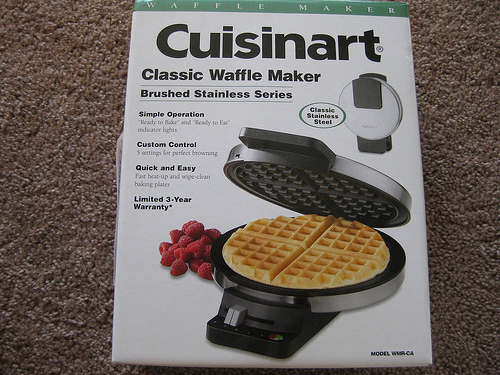 WAFFLE MAKER
Cuisinart®
Classic Waffle Maker
Brushed Stainless Series
Classic
Stainless
Steel
Simple Operation
"Ready to Bake" and "Ready to Eat"
indicator lights
Custom Control
5 settings for perfect browning
Quick and Easy
Fast heat-up and wipe-clean
baking plates
Limited 3-Year
Warranty*
MODEL WMR-CA